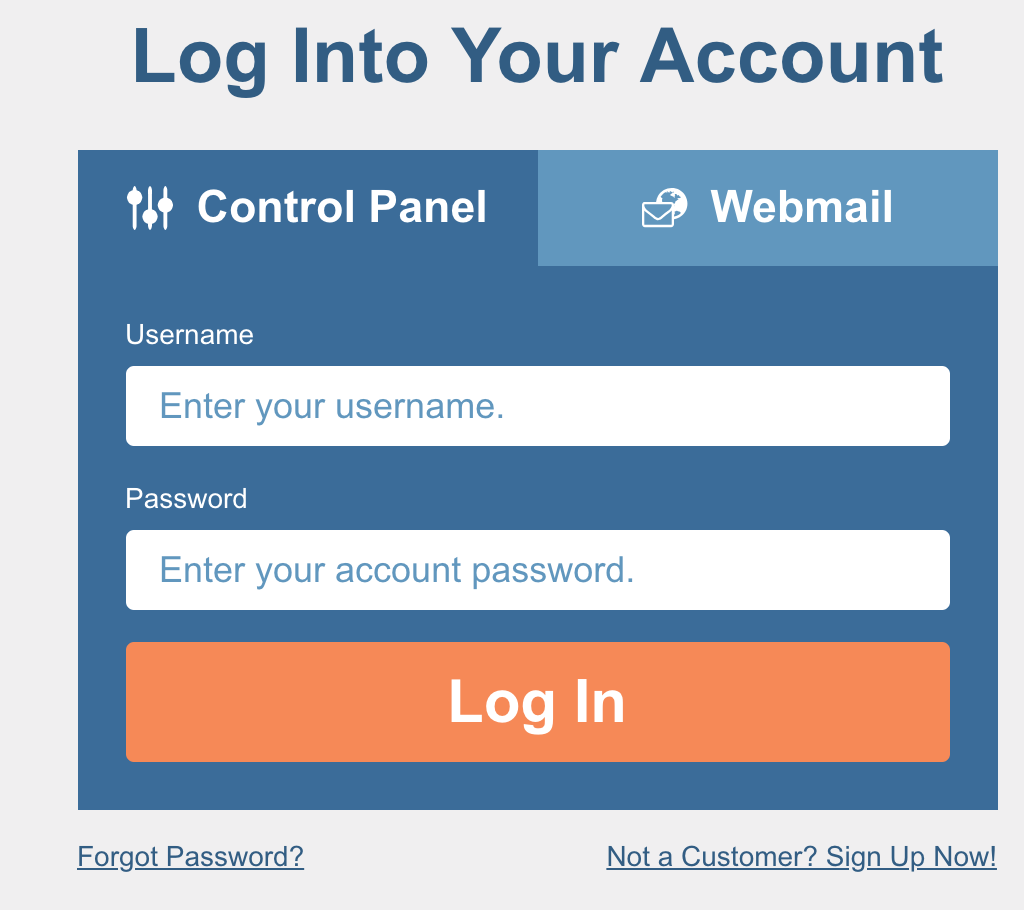 Log Into Your Account
Control Panel
Webmail
Username
Enter your username.
Password
Enter your account password.
Log In
Forgot Password?
Not a Customer? Sign Up Now!